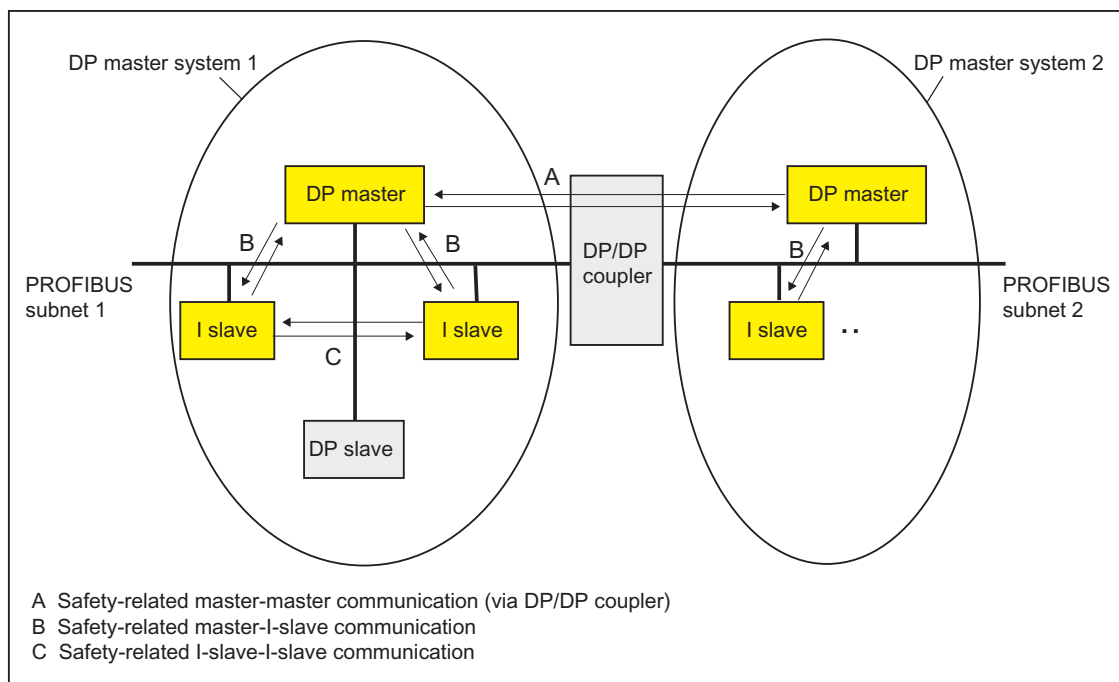 DP master system 1
DP master system 2
A
DP master
DP master
B
B
DP/DP
coupler
B
PROFIBUS
subnet 1
PROFIBUS
subnet 2
I slave
I slave
I slave
..
C
DP slave
A Safety-related master-master communication (via DP/DP coupler)
B Safety-related master-I-slave communication
C Safety-related I-slave-I-slave communication